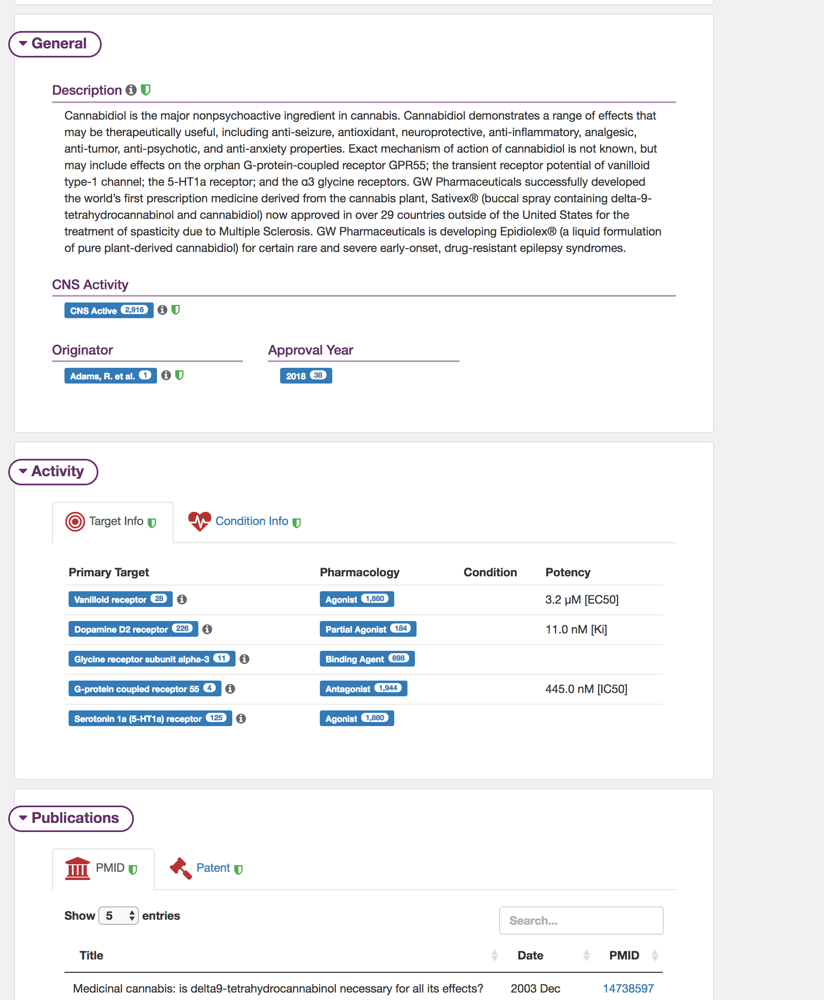 General
Description
Cannabidiol is the major nonpsychoactive ingredient in cannabis. Cannabidiol demonstrates a range of effects that
may be therapeutically useful, including anti-seizure, antioxidant, neuroprotective, anti-inflammatory, analgesic,
anti-tumor, anti-psychotic, and anti-anxiety properties. Exact mechanism of action of cannabidiol is not known, but
may include effects on the orphan G-protein-coupled receptor GPR55; the transient receptor potential of vanilloid
type-1 channel; the 5-HT1a receptor; and the α3 glycine receptors. GW Pharmaceuticals successfully developed
the world’s first prescription medicine derived from the cannabis plant, Sativex® (buccal spray containing delta-9-
tetrahydrocannabinol and cannabidiol) now approved in over 29 countries outside of the United States for the
treatment of spasticity due to Multiple Sclerosis. GW Pharmaceuticals is developing Epidiolex® (a liquid formulation
of pure plant-derived cannabidiol) for certain rare and severe early-onset, drug-resistant epilepsy syndromes.
CNS Activity
CNS Active 2,916
Originator Approval Year
Adams, R. et al. 1 2018 38
Activity
Target Info Condition Info
Primary Target Pharmacology Condition Potency
Vanilloid receptor 28 Agonist 1,880 3.2 µM [EC50]
Dopamine D2 receptor 226 Partial Agonist 184 11.0 nM [Ki]
Glycine receptor subunit alpha-3 11 Binding Agent 698
G-protein coupled receptor 55 4 Antagonist 1,944 445.0 nM [IC50]
Serotonin 1a (5-HT1a) receptor 125 Agonist 1,880
Publications
PMID Patent
Show 5 entries Search...
Title Date PMID
Medicinal cannabis: is delta9-tetrahydrocannabinol necessary for all its effects? 2003 Dec 14738597